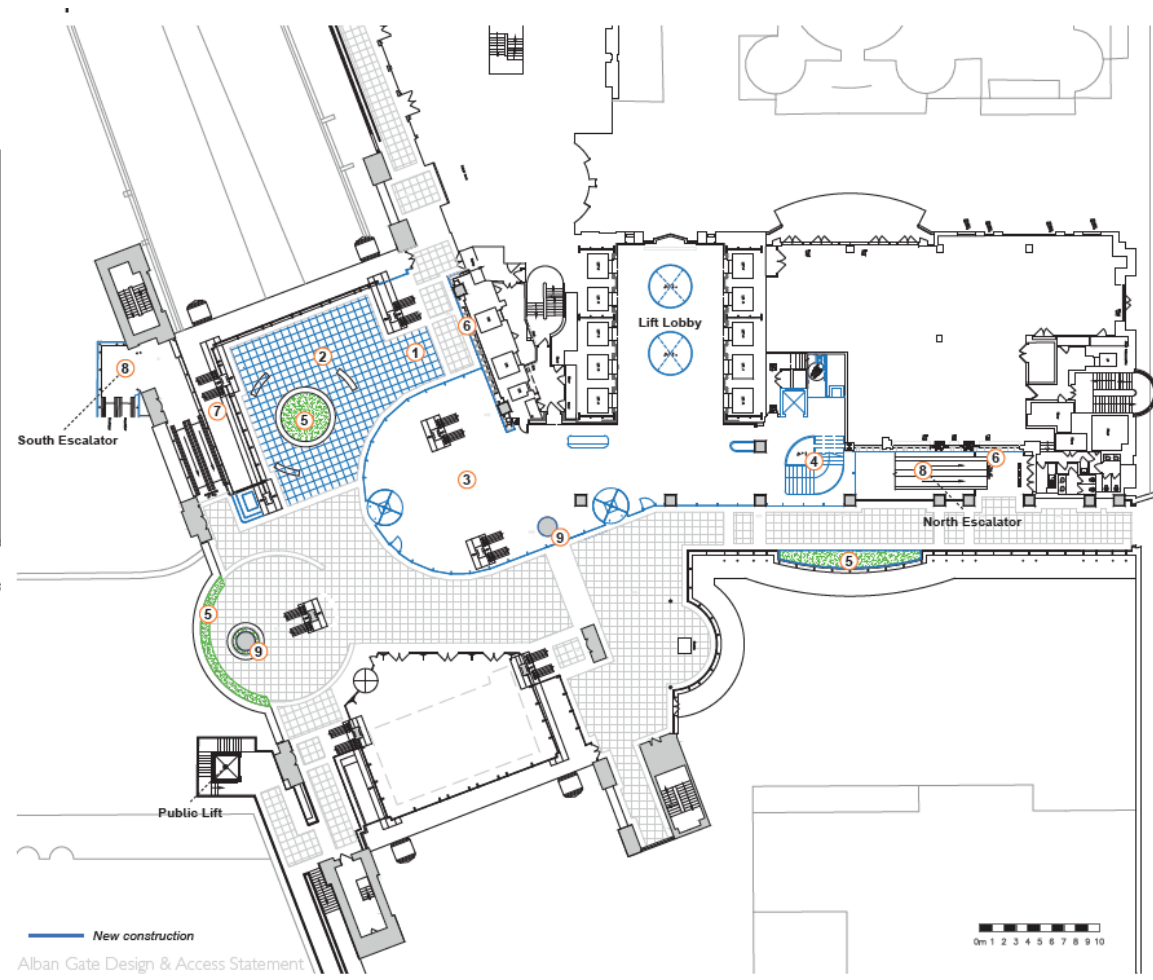 Lift Lobby
6
1
2
8
5
7
South Escalator
3
4
8
6
North Escalator
9
5
5
9
Public Lift
New construction
0m 1 2 3 4 5 6 7 8 9 10
Alban Gate Design & Access Statement